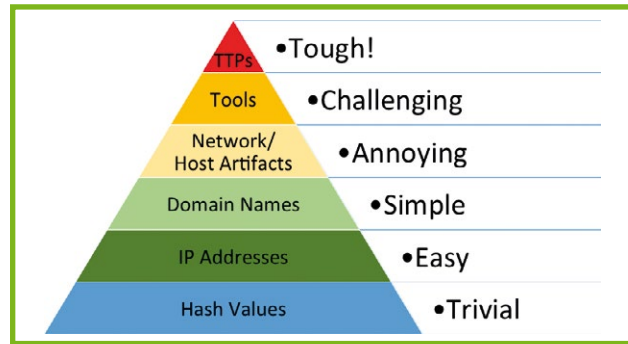 TTPs
•Tough!
Tools
•Challenging
Network/
Host Artifacts
•Annoying
Domain Names
•Simple
IP Addresses
•Easy
Hash Values
•Trivial